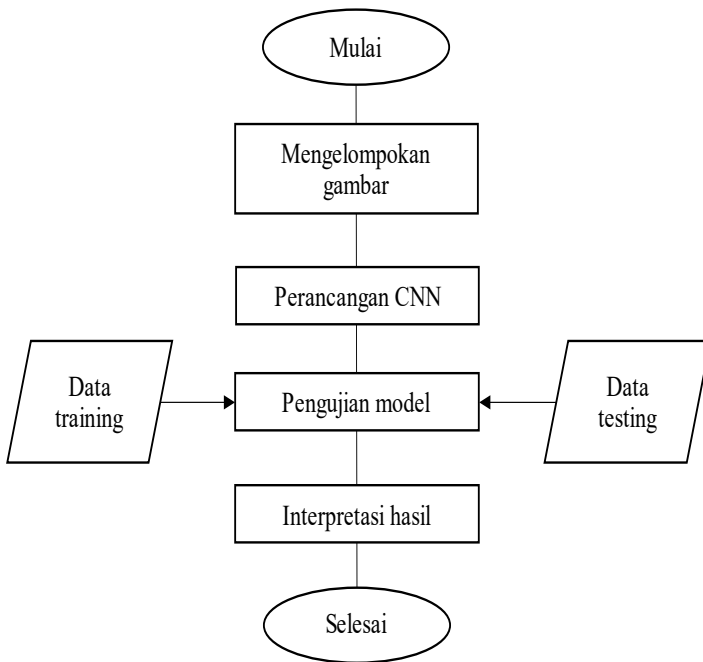 Mulai
Mengelompokan
gambar
Perancangan CNN
Data
training
Pengujian model
Data
testing
Interpretasi hasil
Selesai